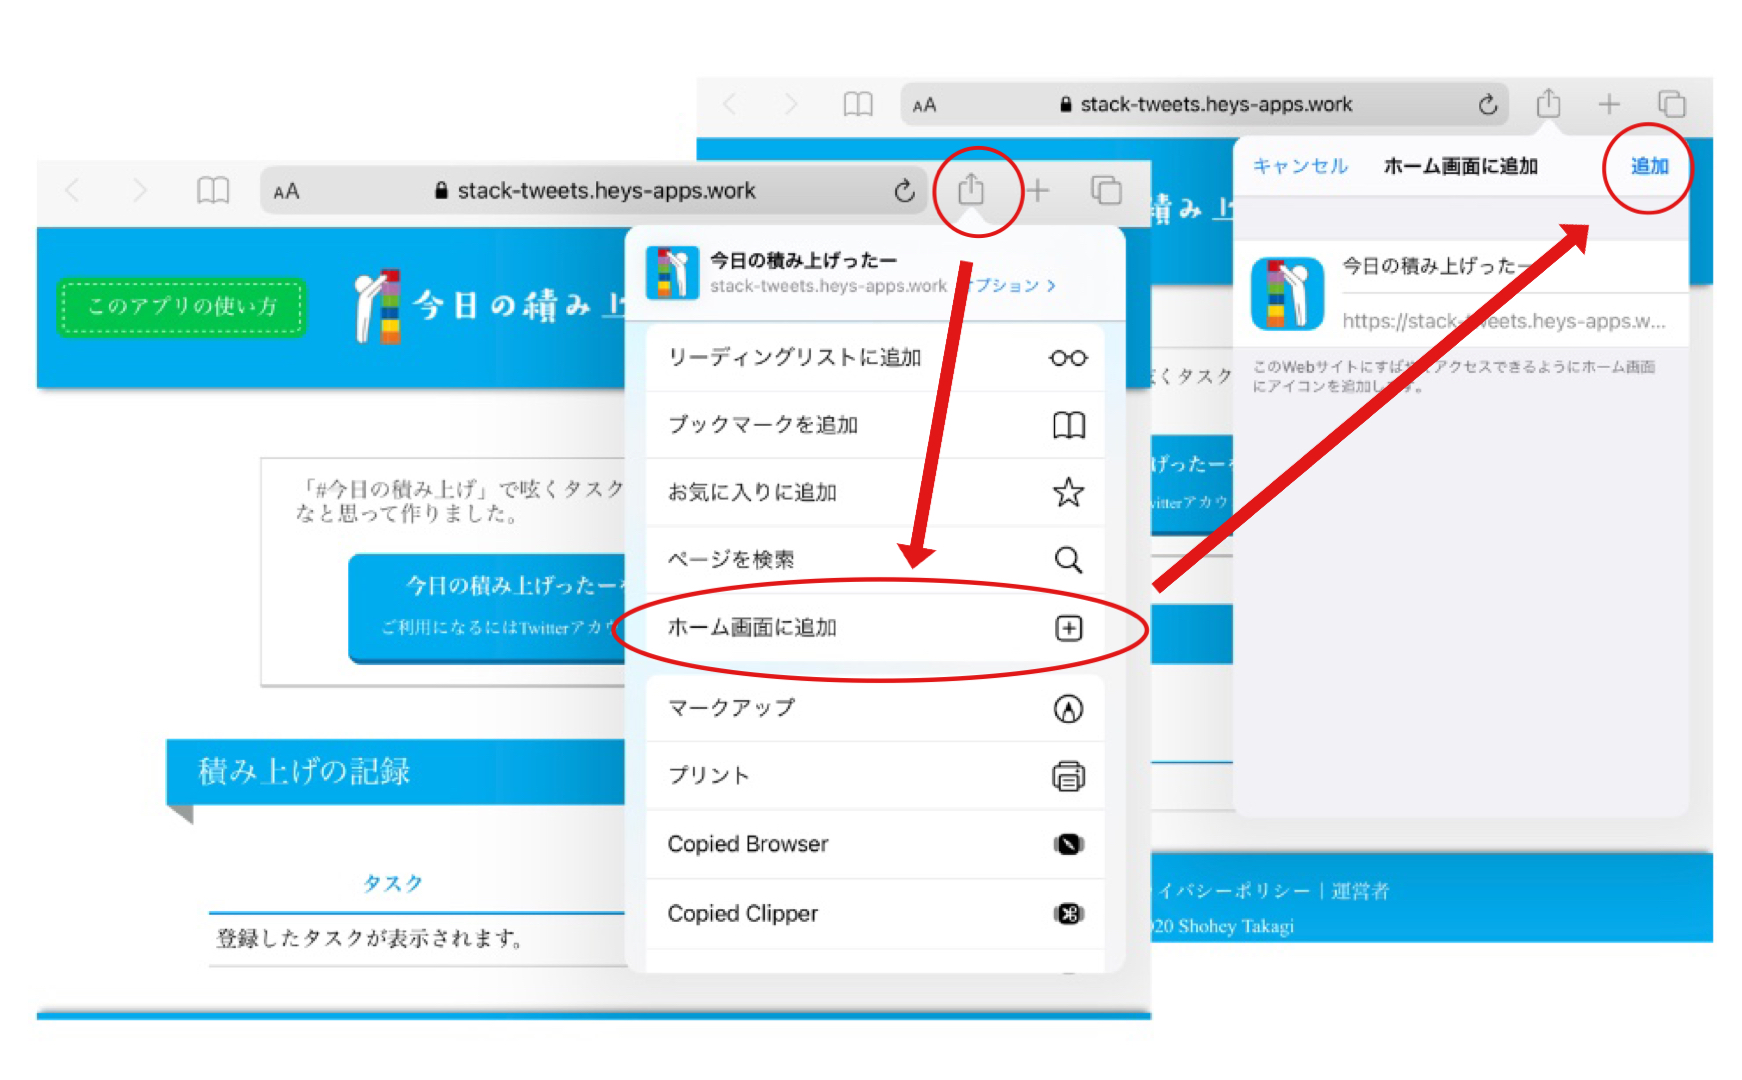 AA
stack-tweets.heys-apps.work
キャンセル
ホーム画面に追加
追加
積み上
今日の積み上げったー
https://stack-tweets.heys-apps.w...
このWebサイトにすばやくアクセスできるようにホーム画面
にアイコンを追加します。
くタスク
げったー
Twitterアカウ
イバシーポリシー | 運営者
020 Shohey Takagi
AA
stack-tweets.heys-apps.work
このアプリの使い方
今日の積み上
今日の積み上げったー
stack-tweets.heys-apps.work オプション
リーディングリストに追加
ブックマークを追加
お気に入りに追加
ページを検索
ホーム画面に追加
マークアップ
プリント
Copied Browser
Copied Clipper
「#今日の積み上げ」で呟くタスク
なと思って作りました。
今日の積み上げったーを
ご利用になるにはTwitterアカウ
積み上げの記録
タスク
登録したタスクが表示されます。